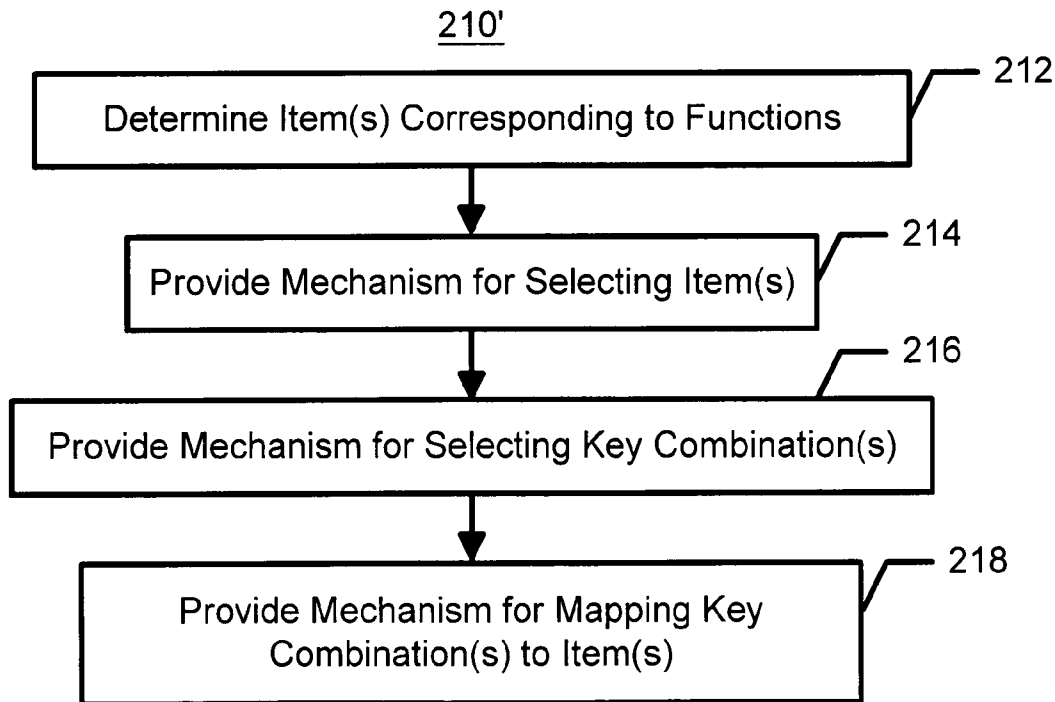 210'
212
Determine Item(s) Corresponding to Functions
214
Provide Mechanism for Selecting Item(s)
216
Provide Mechanism for Selecting Key Combination(s)
218
Provide Mechanism for Mapping Key
Combination(s) to Item(s)